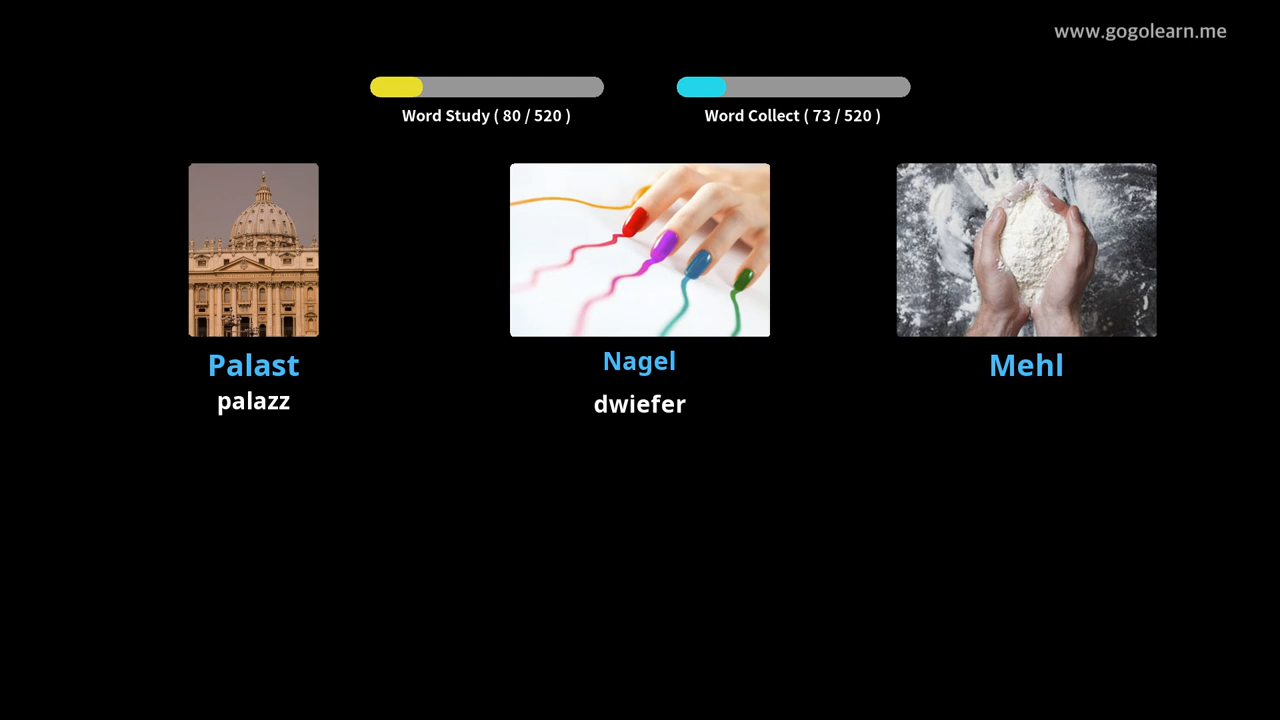 www.gogolearn.me
Word Study ( 80 / 520 )
Word Collect ( 73 / 520 )
Palast
palazz
Nagel
dwiefer
Mehl